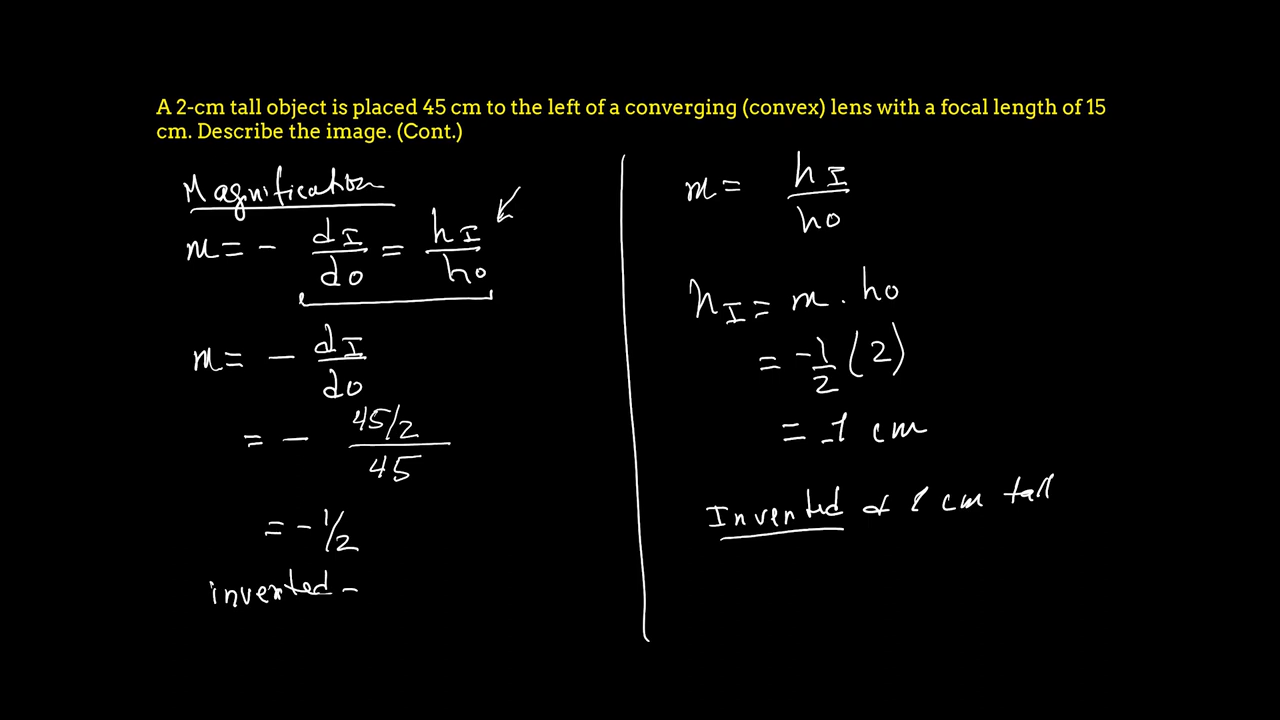 A 2-cm tall object is placed 45 cm to the left of a converging (convex) lens with a focal length of 15
cm. Describe the image. (Cont.)
Magnification
m = - dI/do = hI/ho
m = - dI/do
= - 45/2 / 45
= - 1/2
inverted -
m = hI/ho
hI = m . ho
= -1/2 (2)
= -1 cm
Inverted & 1 cm tall